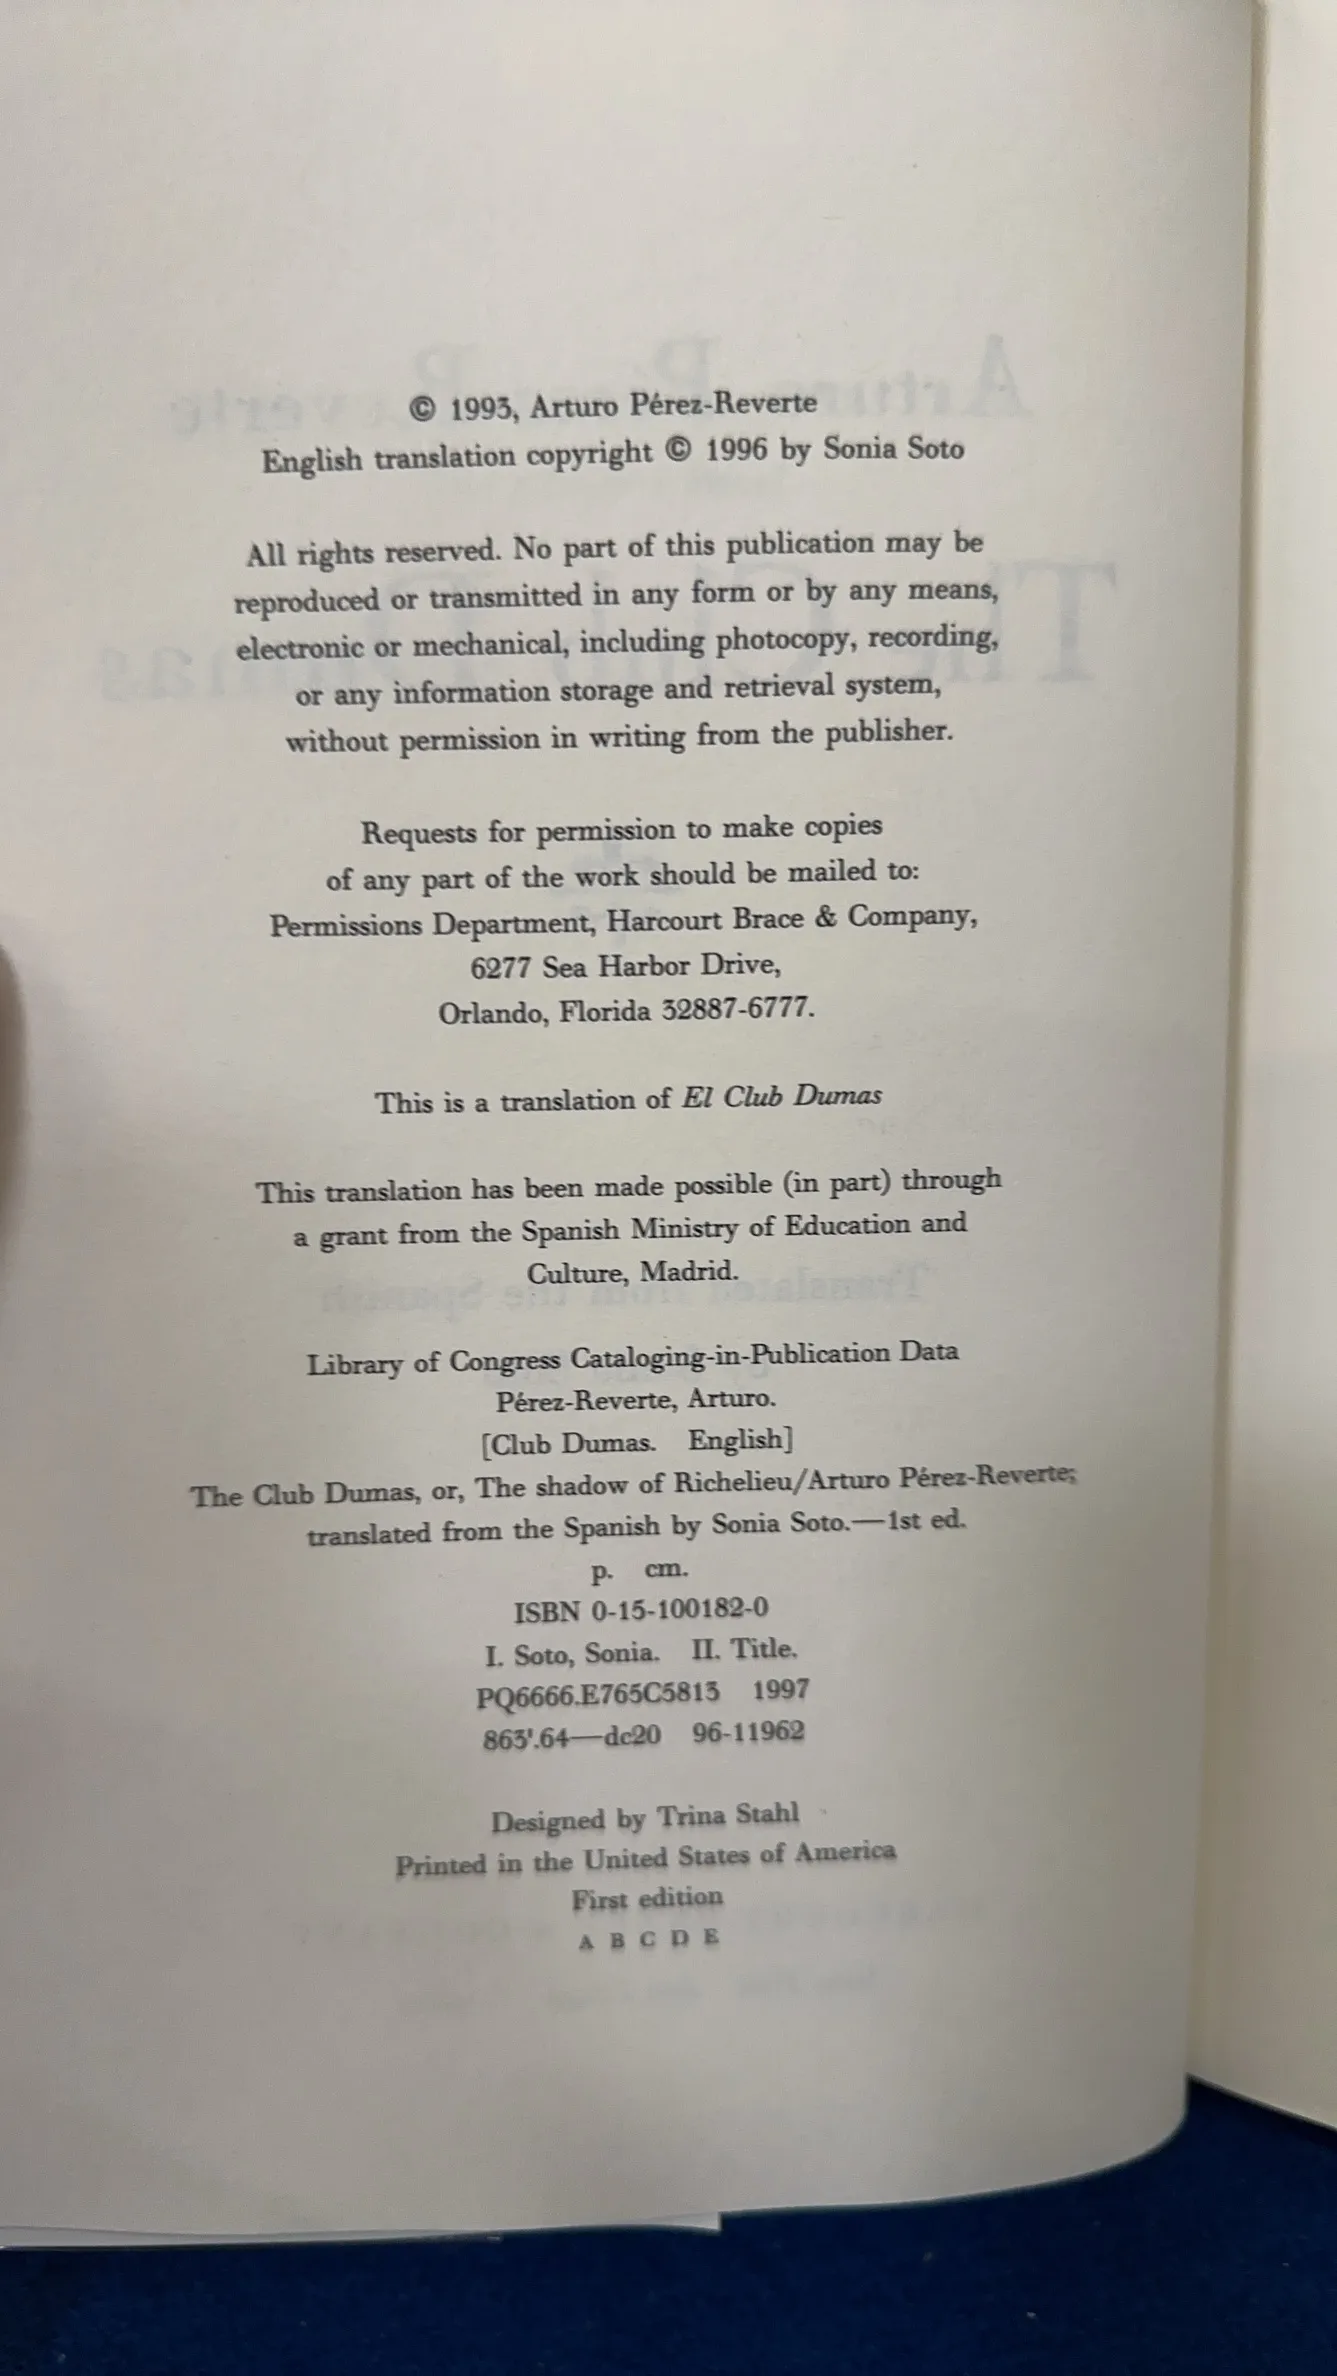 © 1993, Arturo Pérez-Reverte
English translation copyright © 1996 by Sonia Soto
All rights reserved. No part of this publication may be
reproduced or transmitted in any form or by any means,
electronic or mechanical, including photocopy, recording,
or any information storage and retrieval system,
without permission in writing from the publisher.
Requests for permission to make copies
of any part of the work should be mailed to:
Permissions Department, Harcourt Brace & Company,
6277 Sea Harbor Drive,
Orlando, Florida 32887-6777.
This is a translation of El Club Dumas
This translation has been made possible (in part) through
a grant from the Spanish Ministry of Education and
Culture, Madrid.
Library of Congress Cataloging-in-Publication Data
Pérez-Reverte, Arturo.
[Club Dumas. English]
The Club Dumas, or, The shadow of Richelieu/Arturo Pérez-Reverte;
translated from the Spanish by Sonia Soto.—1st ed.
p. cm.
ISBN 0-15-100182-0
I. Soto, Sonia. II. Title.
PQ6666.E765C5813 1997
863'.64—dc20 96-11962
Designed by Trina Stahl
Printed in the United States of America
First edition
A B C D E